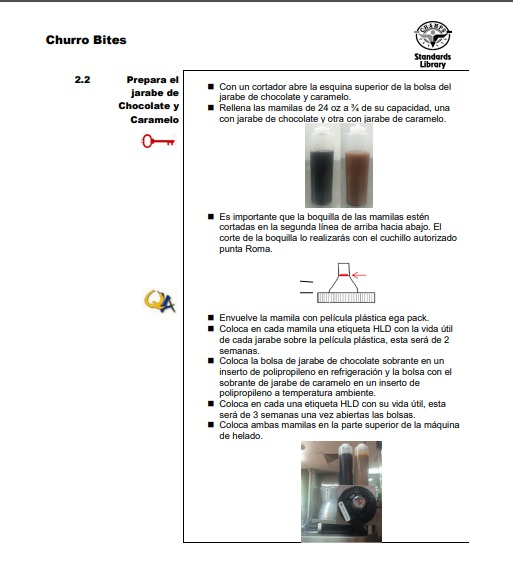 Churro Bites
CHAMPS
Standards
Library
2.2 Prepara el
jarabe de
Chocolate y
Caramelo
■ Con un cortador abre la esquina superior de la bolsa del
jarabe de chocolate y caramelo.
■ Rellena las mamilas de 24 oz a ¾ de su capacidad, una
con jarabe de chocolate y otra con jarabe de caramelo.
■ Es importante que la boquilla de las mamilas estén
cortadas en la segunda línea de arriba hacia abajo. El
corte de la boquilla lo realizarás con el cuchillo autorizado
punta Roma.
QA
■ Envuelve la mamila con película plástica ega pack.
■ Coloca en cada mamila una etiqueta HLD con la vida útil
de cada jarabe sobre la película plástica, esta será de 2
semanas.
■ Coloca la bolsa de jarabe de chocolate sobrante en un
inserto de polipropileno en refrigeración y la bolsa con el
sobrante de jarabe de caramelo en un inserto de
polipropileno a temperatura ambiente.
■ Coloca en cada una etiqueta HLD con su vida útil, esta
será de 3 semanas una vez abiertas las bolsas.
■ Coloca ambas mamilas en la parte superior de la máquina
de helado.